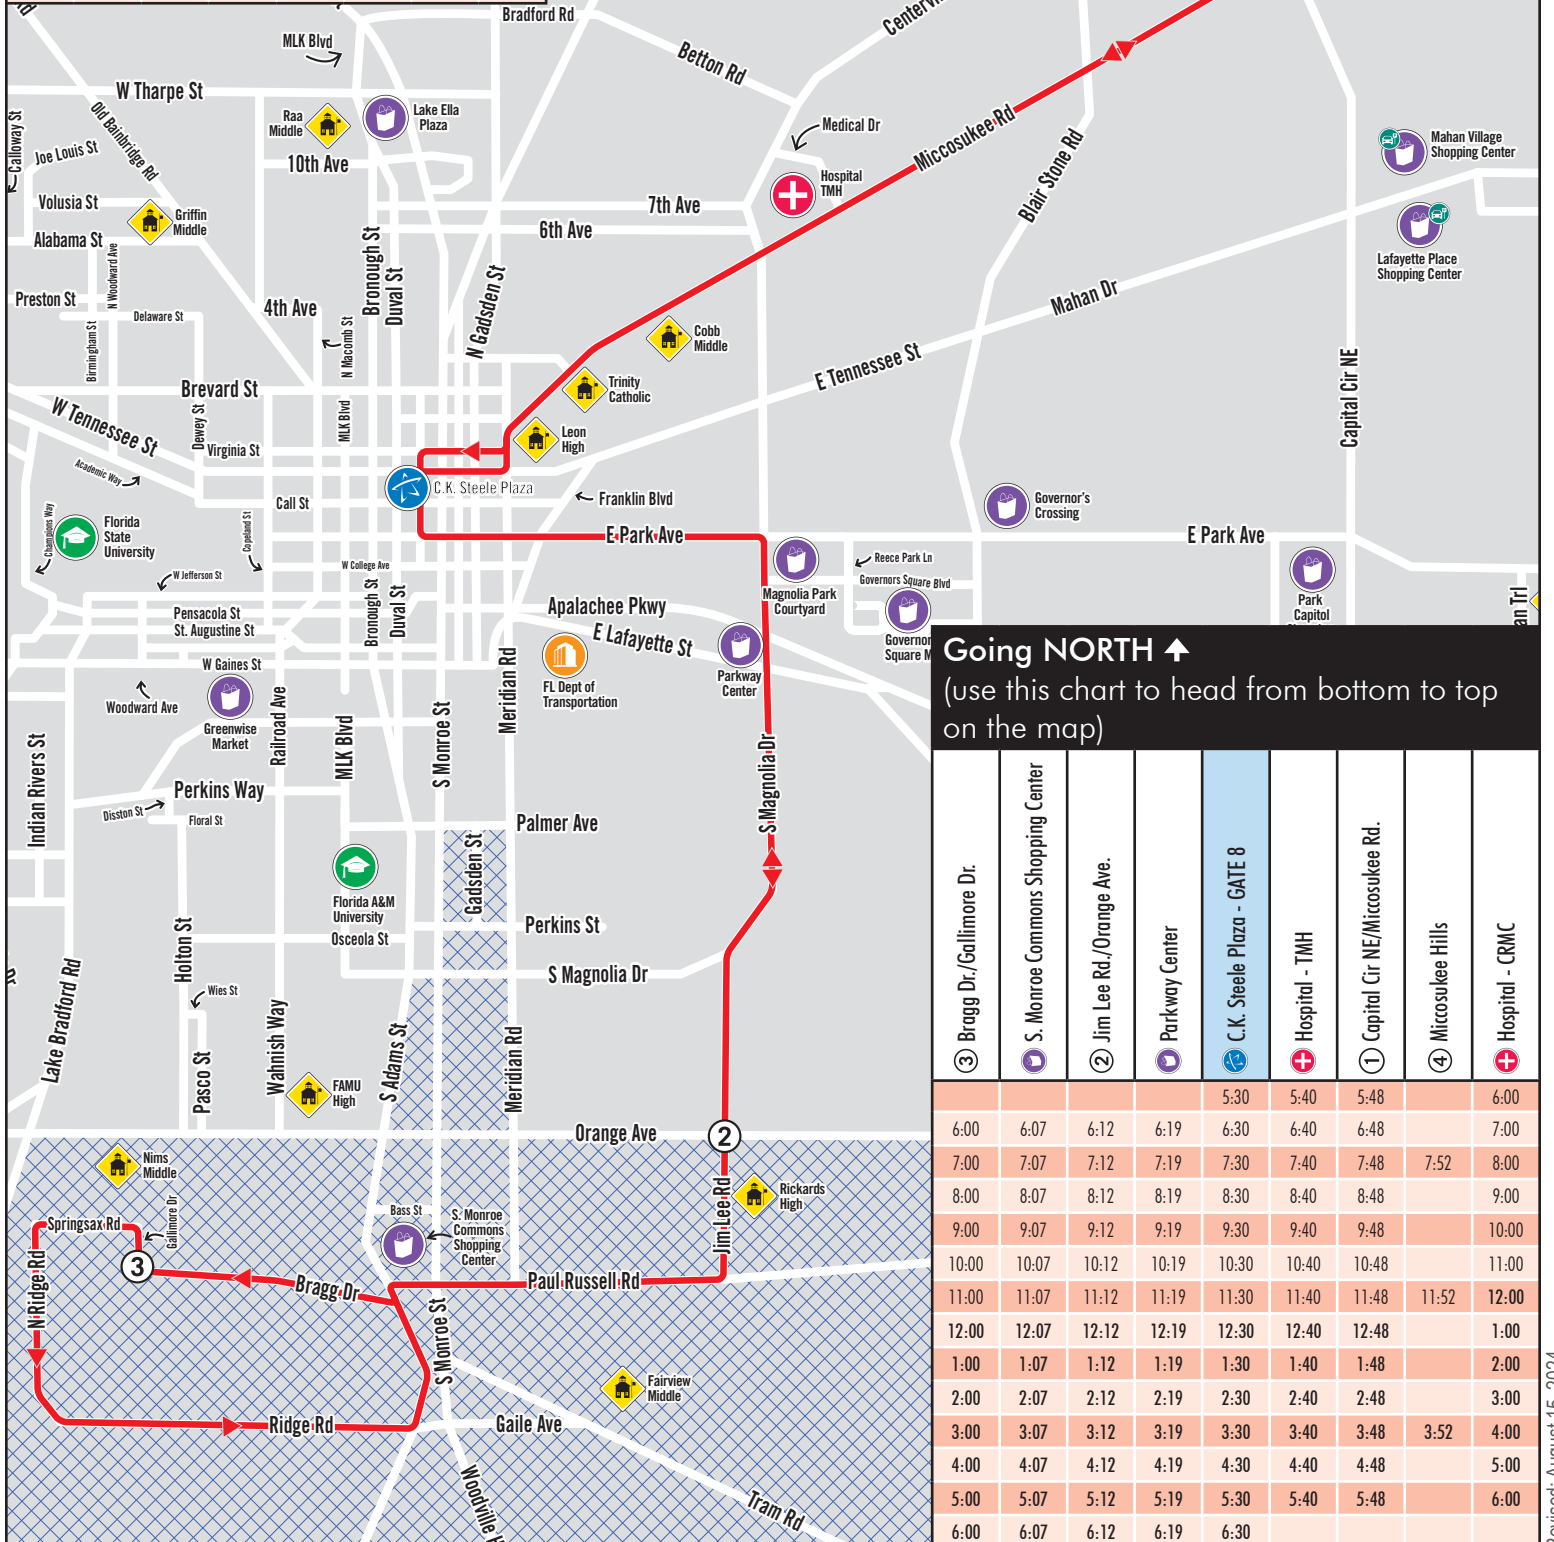 Bradford Rd
MLK Blvd
Betton Rd
W Tharpe St
Calloway St
Old Bainbridge Rd
Raa
Middle
Lake Ella
Plaza
Medical Dr
Miccosukee Rd
Mahan Village
Shopping Center
Joe Louis St
10th Ave
Hospital
TMH
Blair Stone Rd
Volusia St
Griffin
Middle
7th Ave
6th Ave
Alabama St
N Woodward Ave
Bronough St
Duval St
N Gadsden St
Lafayette Place
Shopping Center
Preston St
Delaware St
4th Ave
Mahan Dr
Birmingham St
N Macomb St
Cobb
Middle
E Tennessee St
Capital Cir NE
Brevard St
Trinity
Catholic
W Tennessee St
Dewey St
MLK Blvd
Leon
High
Virginia St
Academic Way
C.K. Steele Plaza
Call St
Franklin Blvd
Governor's
Crossing
Champions Way
Florida
State
University
Copeland St
E Park Ave
E Park Ave
W College Ave
Reece Park Ln
W Jefferson St
Governors Square Blvd
Magnolia Park
Courtyard
Park
Capitol
Pensacola St
St. Augustine St
Bronough St
Duval St
Apalachee Pkwy
E Lafayette St
an Trl
Governor
Square M
W Gaines St
Meridian Rd
FL Dept of
Transportation
Parkway
Center
Woodward Ave
Greenwise
Market
Railroad Ave
MLK Blvd
S Monroe St
S Magnolia Dr
Indian Rivers St
Perkins Way
Disston St
Floral St
Palmer Ave
Gadsden St
Florida A&M
University
Holton St
Osceola St
Perkins St
S Magnolia Dr
Lake Bradford Rd
Wies St
Wahnish Way
S Adams St
Meridian Rd
Pasco St
FAMU
High
Orange Ave
2
Nims
Middle
Gallimore Dr
Rickards
High
Jim Lee Rd
Springsax Rd
Bass St
S. Monroe
Commons
Shopping
Center
3
N Ridge Rd
Bragg Dr
Paul Russell Rd
S Monroe St
Fairview
Middle
Ridge Rd
Gaile Ave
Tram Rd
Going NORTH
(use this chart to head from bottom to top
on the map)
3 Bragg Dr./Gallimore Dr.
S. Monroe Commons Shopping Center
2 Jim Lee Rd./Orange Ave.
Parkway Center
C.K. Steele Plaza - GATE 8
Hospital - TMH
1 Capital Cir NE/Miccosukee Rd.
4 Miccosukee Hills
Hospital - CRMC
5:30 5:40 5:48 6:00
6:00 6:07 6:12 6:19 6:30 6:40 6:48 7:00
7:00 7:07 7:12 7:19 7:30 7:40 7:48 7:52 8:00
8:00 8:07 8:12 8:19 8:30 8:40 8:48 9:00
9:00 9:07 9:12 9:19 9:30 9:40 9:48 10:00
10:00 10:07 10:12 10:19 10:30 10:40 10:48 11:00
11:00 11:07 11:12 11:19 11:30 11:40 11:48 11:52 12:00
12:00 12:07 12:12 12:19 12:30 12:40 12:48 1:00
1:00 1:07 1:12 1:19 1:30 1:40 1:48 2:00
2:00 2:07 2:12 2:19 2:30 2:40 2:48 3:00
3:00 3:07 3:12 3:19 3:30 3:40 3:48 3:52 4:00
4:00 4:07 4:12 4:19 4:30 4:40 4:48 5:00
5:00 5:07 5:12 5:19 5:30 5:40 5:48 6:00
6:00 6:07 6:12 6:19 6:30